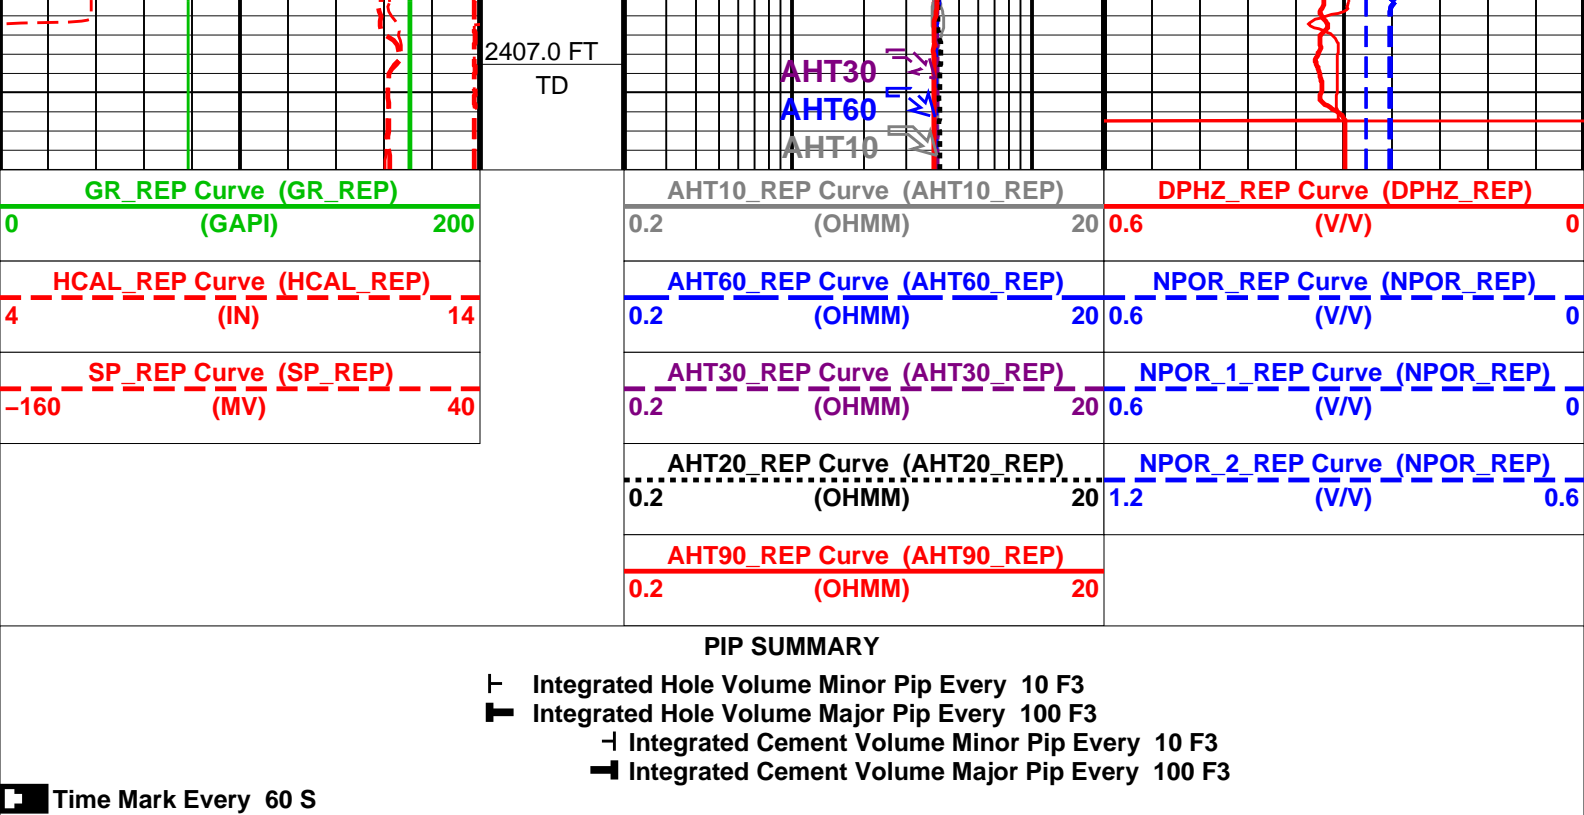 2407.0 FT
TD
AHT30
AHT60
AHT10
GR_REP Curve (GR_REP)
0 (GAPI) 200
HCAL_REP Curve (HCAL_REP)
4 (IN) 14
SP_REP Curve (SP_REP)
−160 (MV) 40
AHT10_REP Curve (AHT10_REP)
0.2 (OHMM) 20
AHT60_REP Curve (AHT60_REP)
0.2 (OHMM) 20
AHT30_REP Curve (AHT30_REP)
0.2 (OHMM) 20
AHT20_REP Curve (AHT20_REP)
0.2 (OHMM) 20
AHT90_REP Curve (AHT90_REP)
0.2 (OHMM) 20
DPHZ_REP Curve (DPHZ_REP)
0.6 (V/V) 0
NPOR_REP Curve (NPOR_REP)
0.6 (V/V) 0
NPOR_1_REP Curve (NPOR_REP)
0.6 (V/V) 0
NPOR_2_REP Curve (NPOR_REP)
1.2 (V/V) 0.6
PIP SUMMARY
Integrated Hole Volume Minor Pip Every 10 F3
Integrated Hole Volume Major Pip Every 100 F3
Integrated Cement Volume Minor Pip Every 10 F3
Integrated Cement Volume Major Pip Every 100 F3
Time Mark Every 60 S